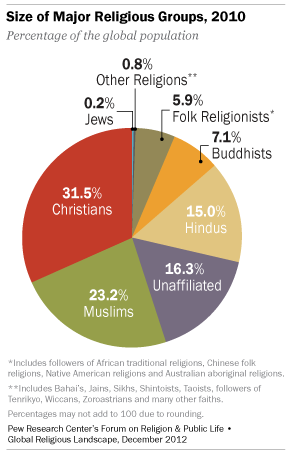 Size of Major Religious Groups, 2010
Percentage of the global population
0.8%
Other Religions**
0.2%
Jews
5.9%
Folk Religionists*
7.1%
Buddhists
31.5%
Christians
15.0%
Hindus
16.3%
Unaffiliated
23.2%
Muslims
*Includes followers of African traditional religions, Chinese folk
religions, Native American religions and Australian aboriginal religions.
**Includes Bahai's, Jains, Sikhs, Shintoists, Taoists, followers of
Tenrikyo, Wiccans, Zoroastrians and many other faiths.
Percentages may not add to 100 due to rounding.
Pew Research Center's Forum on Religion & Public Life •
Global Religious Landscape, December 2012